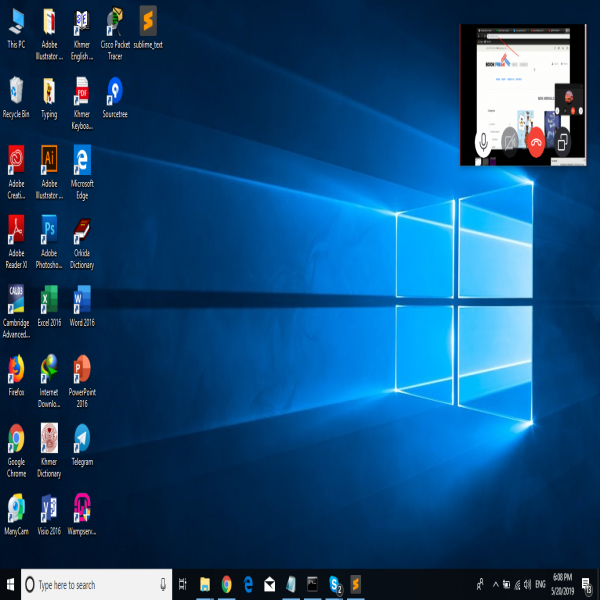 This PC
Adobe
Illustrator ...
Khmer
English ...
Cisco Packet
Tracer
sublime_text
Recycle Bin
Typing
Khmer
Keyboa...
Sourcetree
Adobe
Creati...
Adobe
Illustrator ...
Microsoft
Edge
Adobe
Reader XI
Adobe
Photosho...
Orkida
Dictionary
Cambridge
Advanced...
Excel 2016
Word 2016
Firefox
Internet
Downlo...
PowerPoint
2016
Google
Chrome
Khmer
Dictionary
Telegram
ManyCam
Visio 2016
Wampserv...
Type here to search
ENG
6:08 PM
5/20/2019